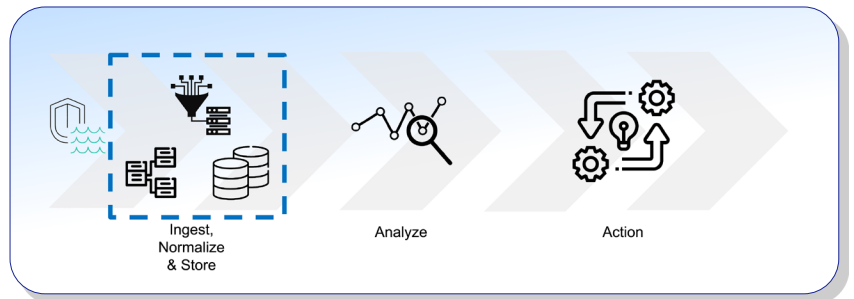 Ingest,
Normalize
& Store
Analyze
Action